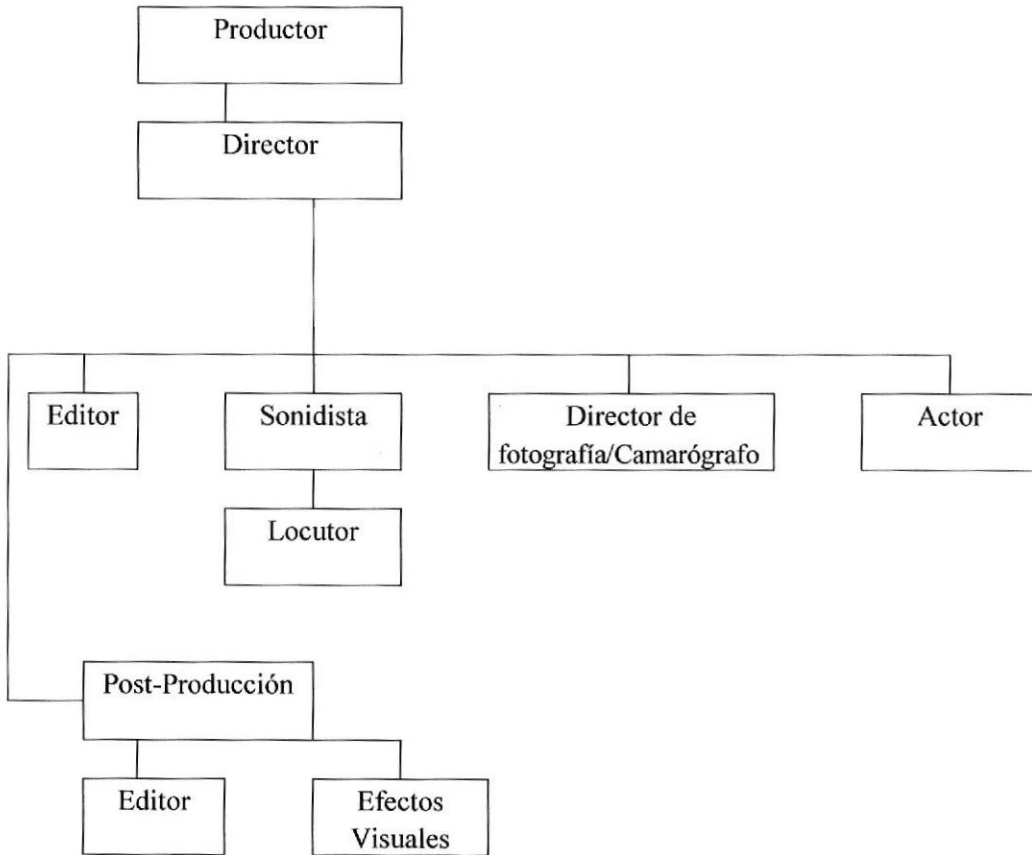 Productor
Director
Editor
Sonidista
Director de
fotografía/Camarógrafo
Actor
Locutor
Post-Producción
Editor
Efectos
Visuales